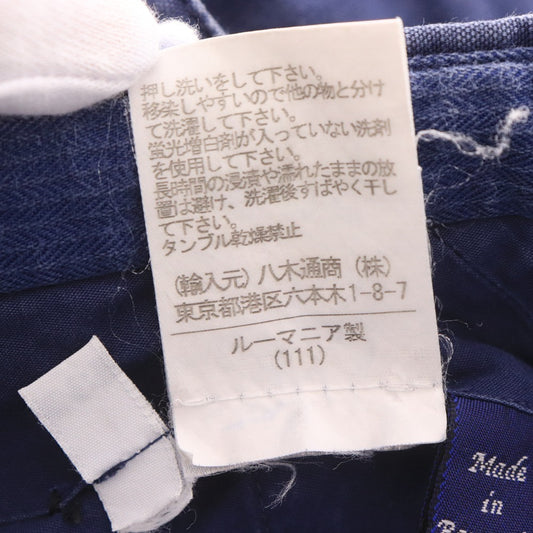 押し洗いをして下さい。
移染しやすいので他の物と分け
て洗濯して下さい。
蛍光増白剤が入っていない洗剤
を使用して下さい。
長時間の浸漬や濡れたままの放
置は避け、洗濯後すばやく干し
て下さい。
タンブル乾燥禁止
(輸入元) 八木通商 (株)
東京都港区六本木1-8-7
ルーマニア製
(111)
Made
in